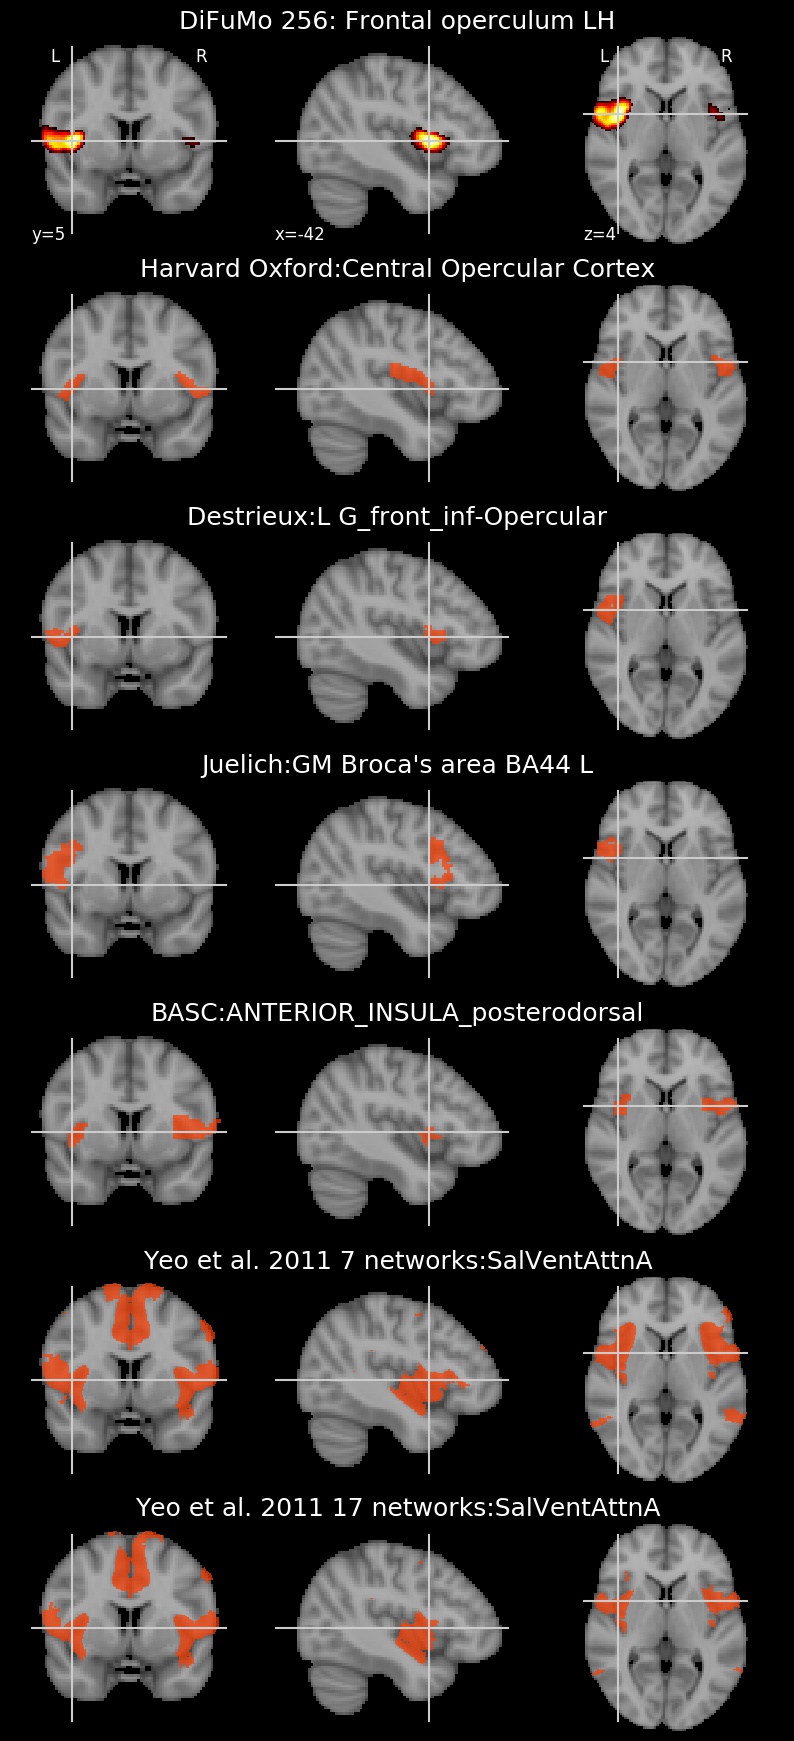 DiFuMo 256: Frontal operculum LH
L R L R
y=5 x=-42 z=4
Harvard Oxford:Central Opercular Cortex
Destrieux:L G_front_inf-Opercular
Juelich:GM Broca's area BA44 L
BASC:ANTERIOR_INSULA_posterodorsal
Yeo et al. 2011 7 networks:SalVentAttnA
Yeo et al. 2011 17 networks:SalVentAttnA